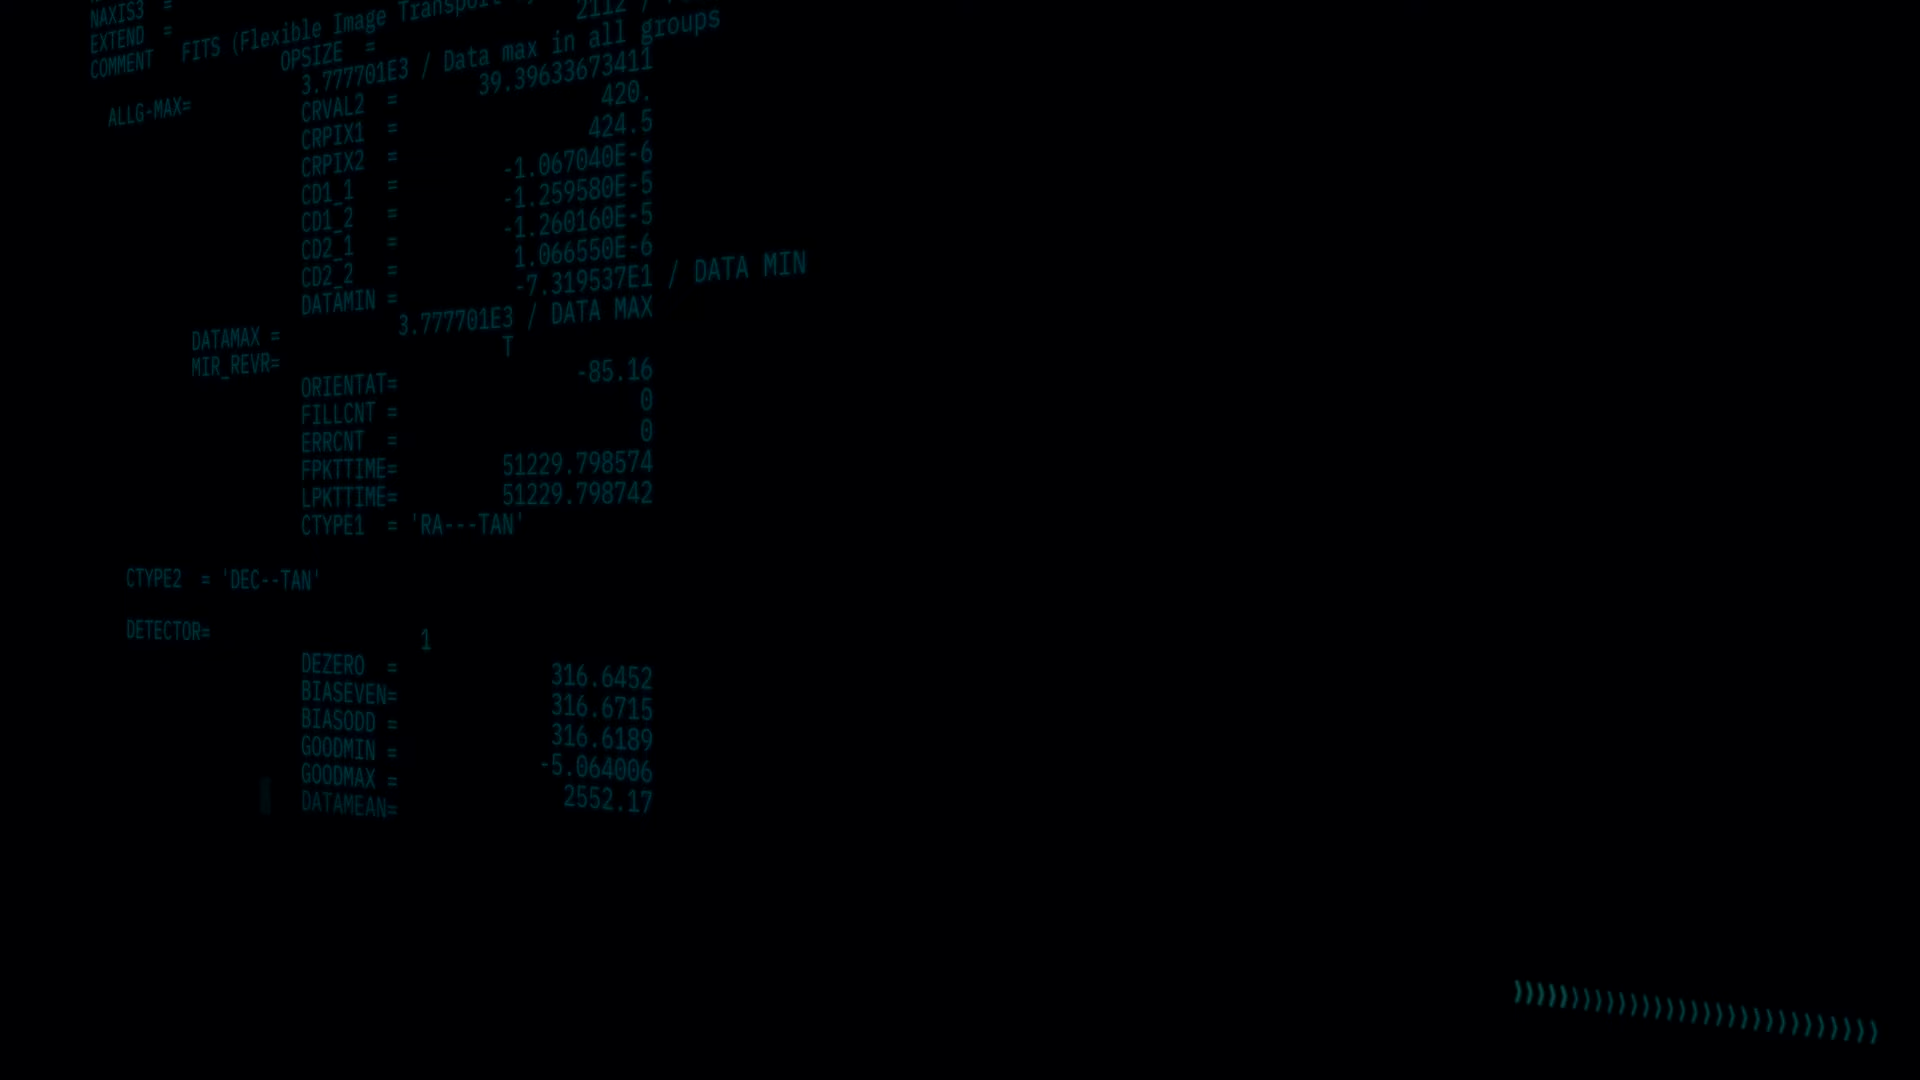 NAXIS3 =
EXTEND =
COMMENT FITS (Flexible Image Transport
OPSIZE = 2112 /
ALLG-MAX= 3.777701E3 / Data max in all groups
CRVAL2 = 39.39633673411
CRPIX1 = 420.
CRPIX2 = 424.5
CD1_1 = -1.067040E-6
CD1_2 = -1.259580E-5
CD2_1 = -1.260160E-5
CD2_2 = 1.066550E-6
DATAMIN = -7.319537E1 / DATA MIN
DATAMAX = 3.777701E3 / DATA MAX
MIR_REVR= T
ORIENTAT= -85.16
FILLCNT = 0
ERRCNT = 0
FPKTTIME= 51229.798574
LPKTTIME= 51229.798742
CTYPE1 = 'RA---TAN'
CTYPE2 = 'DEC--TAN'
DETECTOR= 1
DEZERO = 316.6452
BIASEVEN= 316.6715
BIASODD = 316.6189
GOODMIN = -5.064006
GOODMAX = 2552.17
DATAMEAN=
))))))))))))))))))))))))))))))